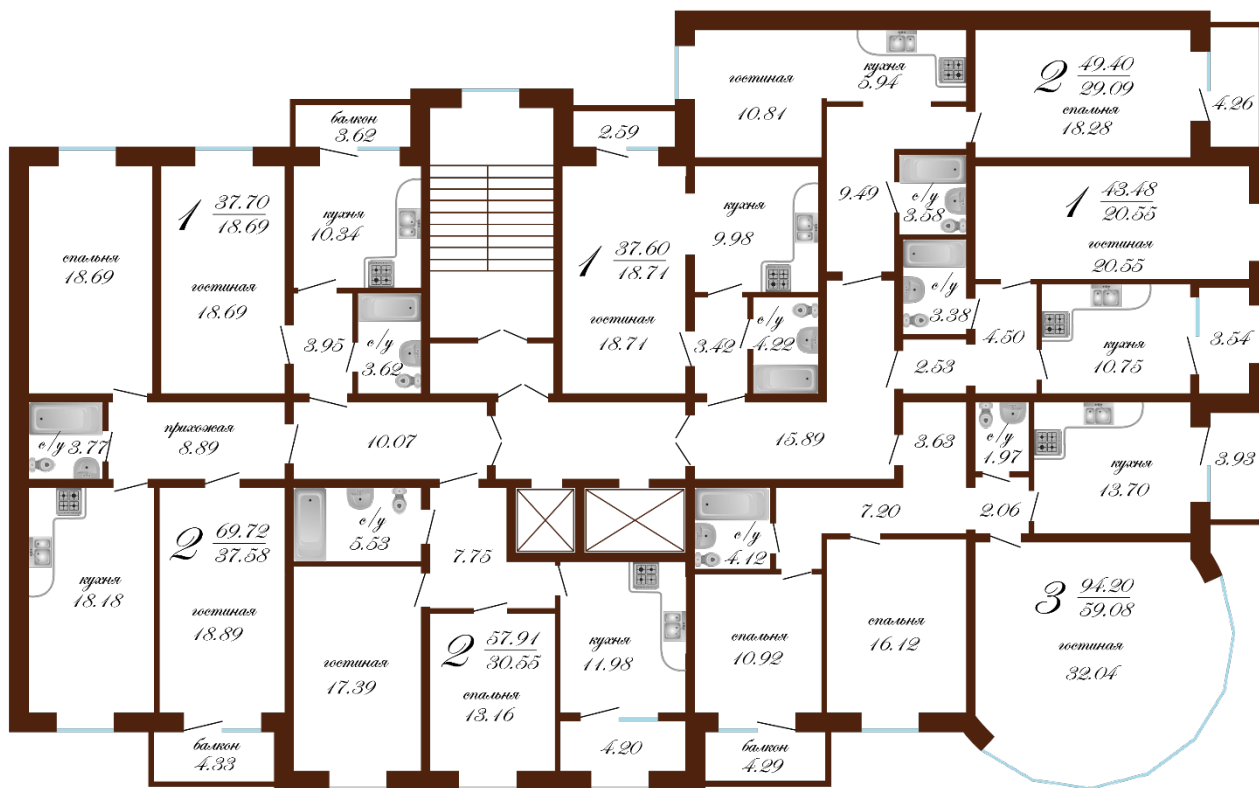 балкон
3.62
2.59
гостиная
10.81
кухня
5.94
2 49.40
29.09
спальня
18.28
4.26
спальня
18.69
1 37.70
18.69
гостиная
18.69
кухня
10.34
3.95
с/у
3.62
1 37.60
18.71
гостиная
18.71
кухня
9.98
3.42
с/у
4.22
9.49
с/у
3.58
1 43.48
20.55
гостиная
20.55
с/у
3.38
4.50
2.53
кухня
10.75
3.54
с/у 3.77
прихожая
8.89
10.07
15.89
3.63
с/у
1.97
кухня
13.70
3.93
кухня
18.18
2 69.72
37.58
гостиная
18.89
с/у
5.53
7.75
с/у
4.12
7.20
2.06
гостиная
17.39
2 57.91
30.55
спальня
13.16
кухня
11.98
спальня
10.92
спальня
16.12
3 94.20
59.08
гостиная
32.04
балкон
4.33
4.20
балкон
4.29